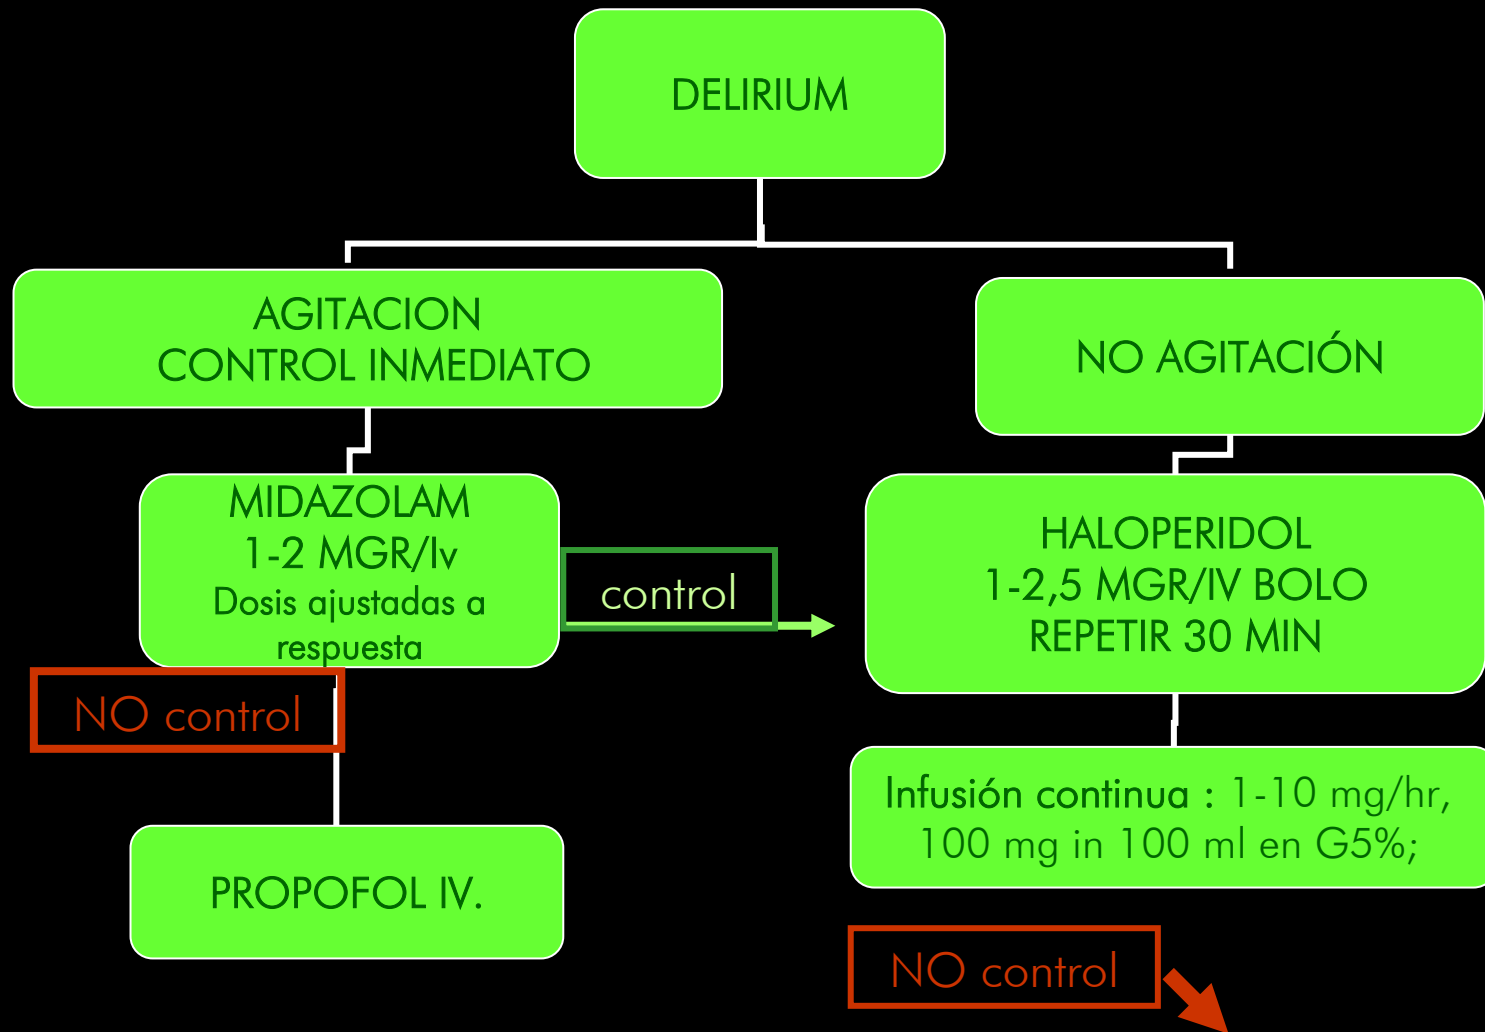 DELIRIUM
AGITACION
CONTROL INMEDIATO
NO AGITACIÓN
MIDAZOLAM
1-2 MGR/Iv
Dosis ajustadas a
respuesta
control
HALOPERIDOL
1-2,5 MGR/IV BOLO
REPETIR 30 MIN
NO control
Infusión continua : 1-10 mg/hr,
100 mg in 100 ml en G5%;
PROPOFOL IV.
NO control